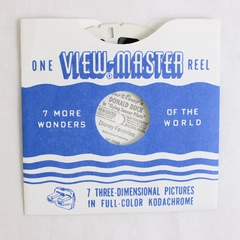 ONE VIEW-MASTER REEL
7 MORE WONDERS
OF THE WORLD
DONALD DUCK
7 THREE-DIMENSIONAL PICTURES
IN FULL-COLOR KODACHROME